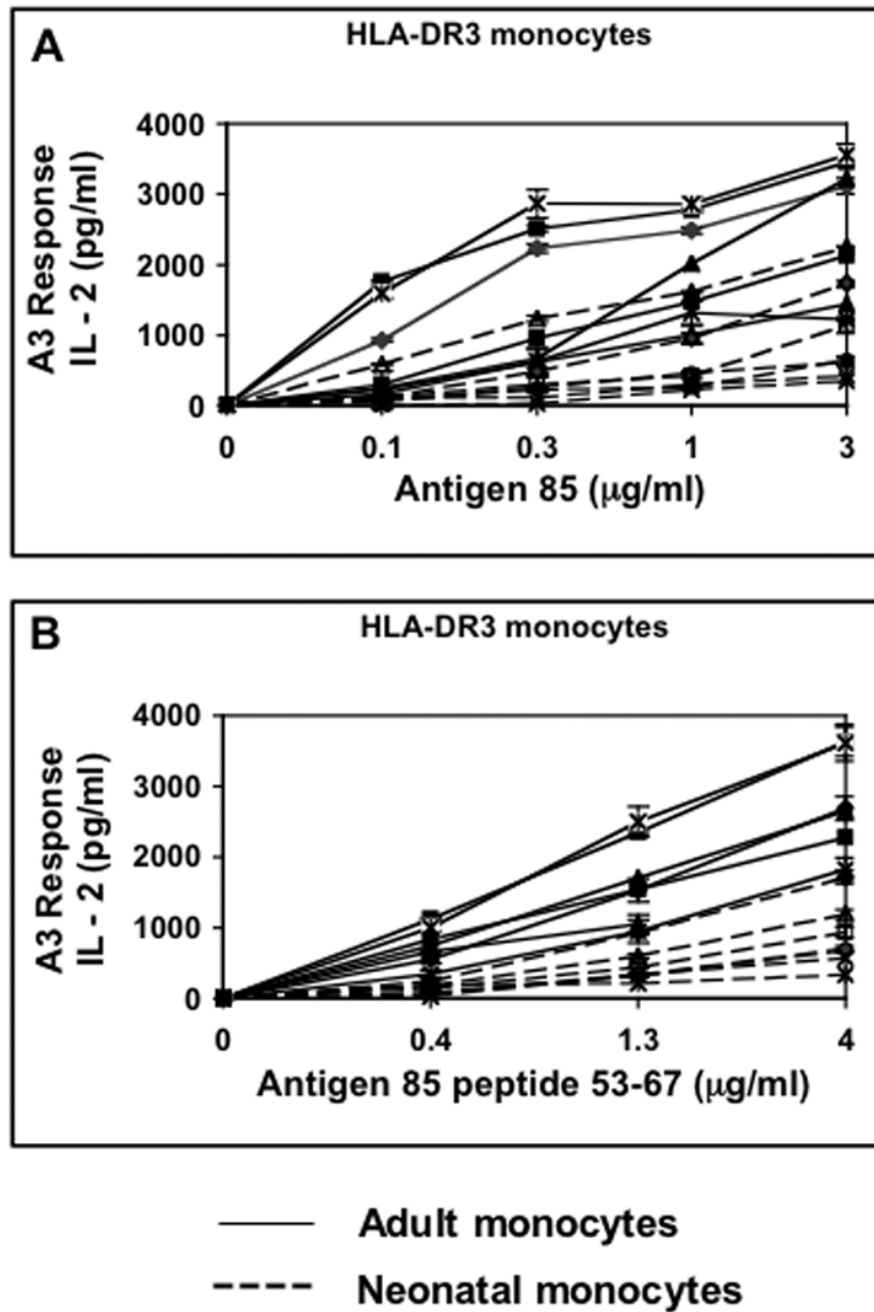 A
HLA-DR3 monocytes
A3 Response
IL - 2 (pg/ml)
4000
3000
2000
1000
0
0 0.1 0.3 1 3
Antigen 85 (μg/ml)
B
HLA-DR3 monocytes
A3 Response
IL - 2 (pg/ml)
4000
3000
2000
1000
0
0 0.4 1.3 4
Antigen 85 peptide 53-67 (μg/ml)
Adult monocytes
Neonatal monocytes